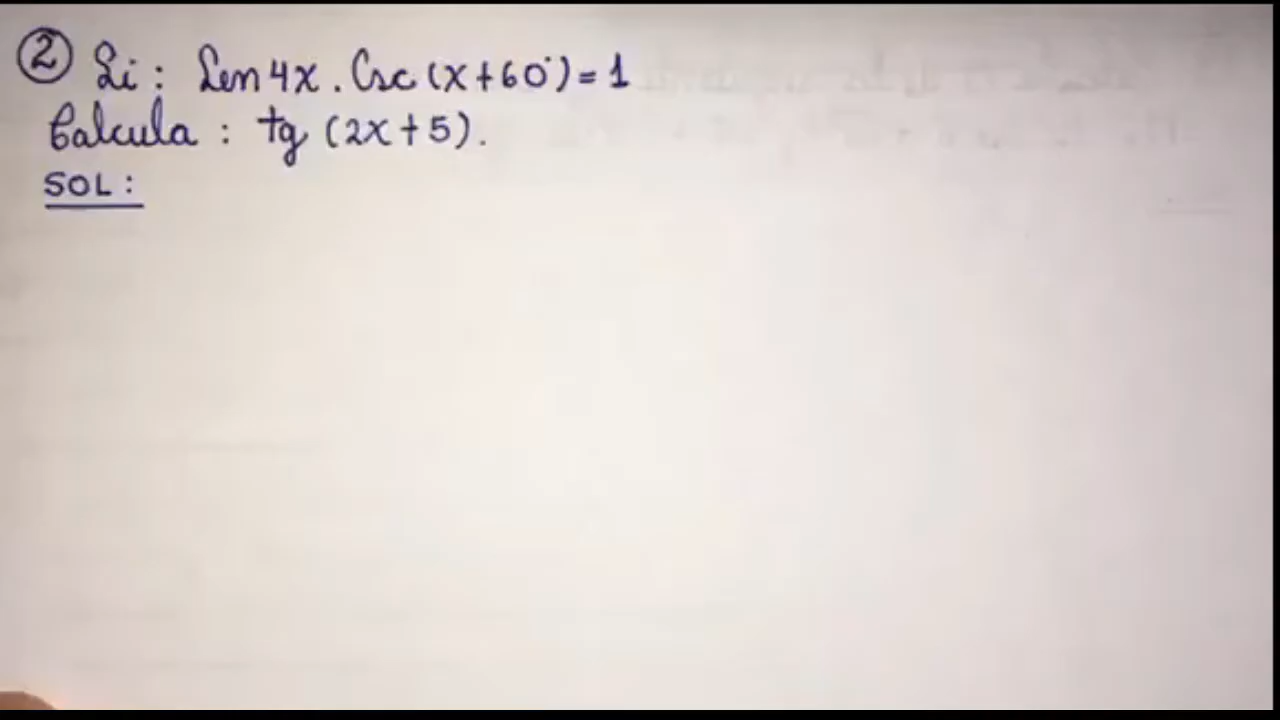 ② Si: Sen 4x . Csc (x+60°) = 1
Calcula : tg (2x+5).
SOL :